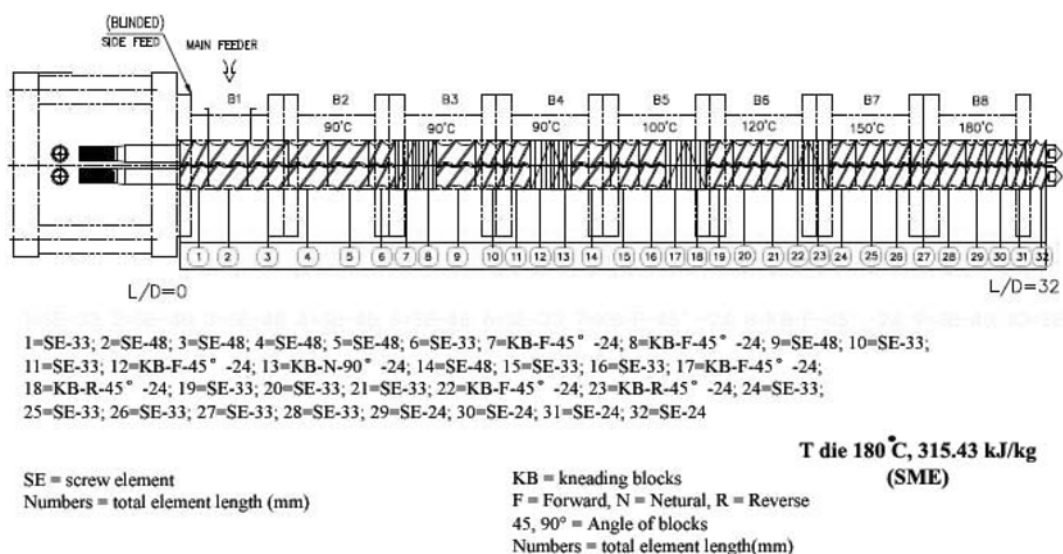 (BLINDED)
SIDE FEED
MAIN FEEDER
B1 B2 B3 B4 B5 B6 B7 B8
90°C 90°C 90°C 100°C 120°C 150°C 180°C
1 2 3 4 5 6 7 8 9 10 11 12 13 14 15 16 17 18 19 20 21 22 23 24 25 26 27 28 29 30 31 32
L/D=0 L/D=32
1=SE-33; 2=SE-48; 3=SE-48; 4=SE-48; 5=SE-48; 6=SE-33; 7=KB-F-45° -24; 8=KB-F-45° -24; 9=SE-48; 10=SE-33;
11=SE-33; 12=KB-F-45° -24; 13=KB-N-90° -24; 14=SE-48; 15=SE-33; 16=SE-33; 17=KB-F-45° -24;
18=KB-R-45° -24; 19=SE-33; 20=SE-33; 21=SE-33; 22=KB-F-45° -24; 23=KB-R-45° -24; 24=SE-33;
25=SE-33; 26=SE-33; 27=SE-33; 28=SE-33; 29=SE-24; 30=SE-24; 31=SE-24; 32=SE-24
T die 180°C, 315.43 kJ/kg
(SME)
SE = screw element
Numbers = total element length (mm)
KB = kneading blocks
F = Forward, N = Netural, R = Reverse
45, 90° = Angle of blocks
Numbers = total element length(mm)